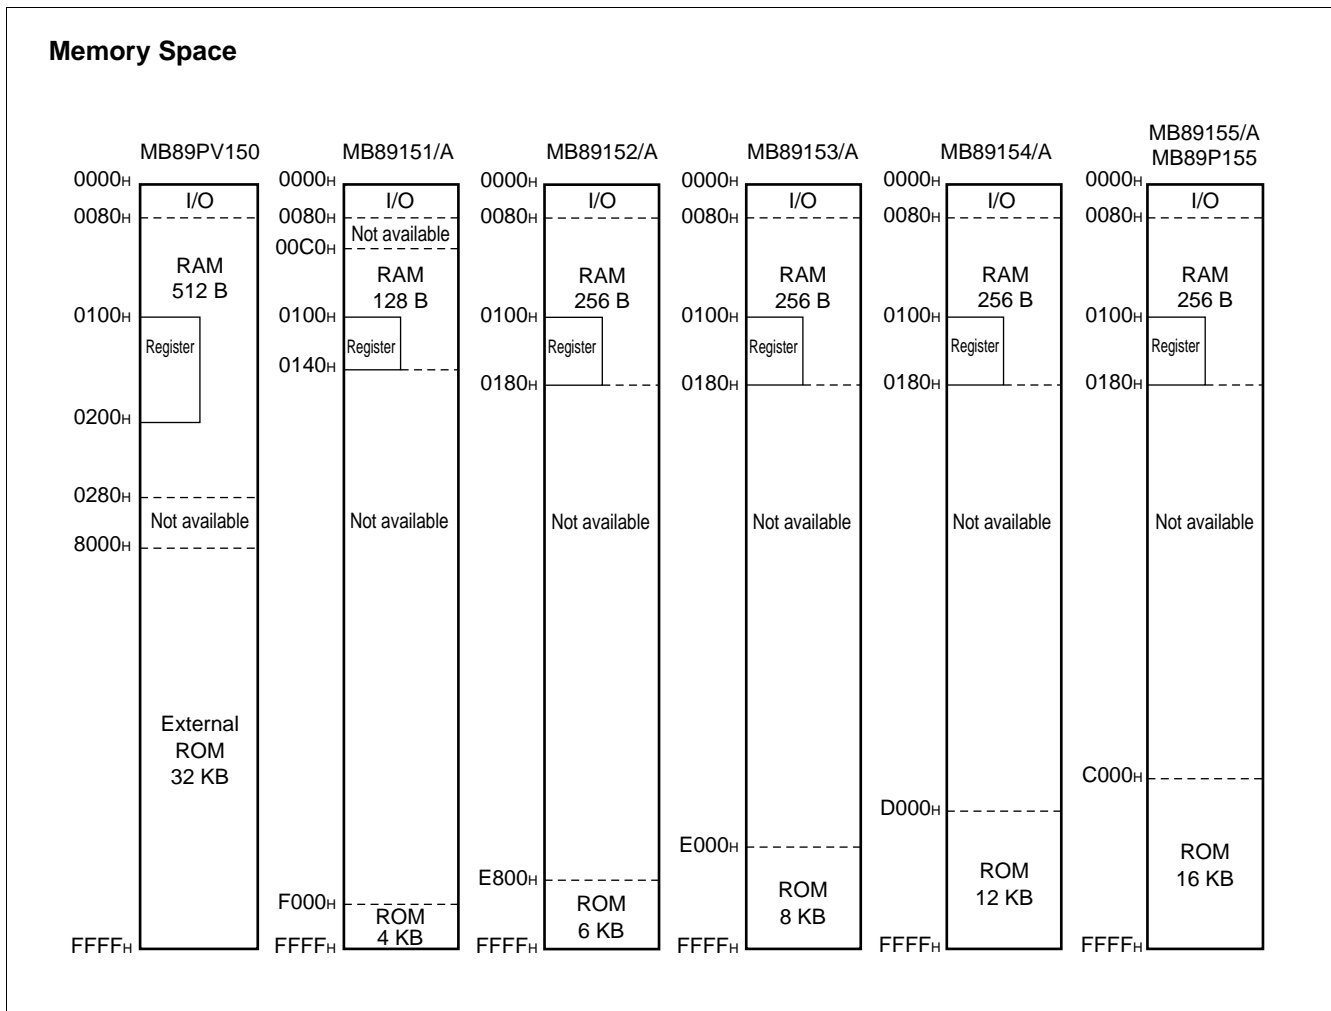 Memory Space
MB89PV150
0000H
I/O
0080H
RAM
512 B
0100H
Register
0200H
0280H
Not available
8000H
External
ROM
32 KB
FFFFH
MB89151/A
0000H
I/O
0080H
Not available
00C0H
RAM
128 B
0100H
Register
0140H
Not available
F000H
ROM
4 KB
FFFFH
MB89152/A
0000H
I/O
0080H
RAM
256 B
0100H
Register
0180H
Not available
E800H
ROM
6 KB
FFFFH
MB89153/A
0000H
I/O
0080H
RAM
256 B
0100H
Register
0180H
Not available
E000H
ROM
8 KB
FFFFH
MB89154/A
0000H
I/O
0080H
RAM
256 B
0100H
Register
0180H
Not available
D000H
ROM
12 KB
FFFFH
MB89155/A
MB89P155
0000H
I/O
0080H
RAM
256 B
0100H
Register
0180H
Not available
C000H
ROM
16 KB
FFFFH